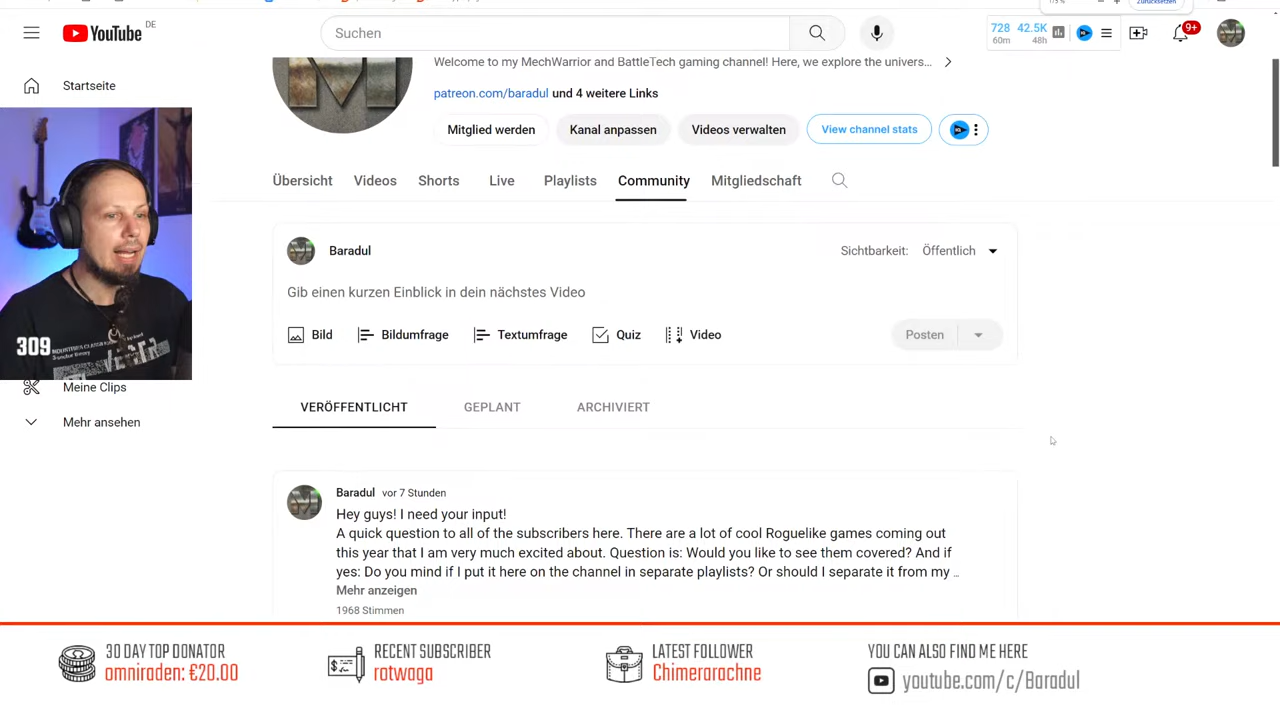 YouTube DE
Suchen
728 42.5K
60m 48h
9+
Startseite
Welcome to my MechWarrior and BattleTech gaming channel! Here, we explore the univers...
patreon.com/baradul und 4 weitere Links
Mitglied werden
Kanal anpassen
Videos verwalten
View channel stats
Übersicht
Videos
Shorts
Live
Playlists
Community
Mitgliedschaft
Baradul
Sichtbarkeit: Öffentlich
Gib einen kurzen Einblick in dein nächstes Video
Bild
Bildumfrage
Textumfrage
Quiz
Video
Posten
309
Meine Clips
Mehr ansehen
VERÖFFENTLICHT
GEPLANT
ARCHIVIERT
Baradul vor 7 Stunden
Hey guys! I need your input!
A quick question to all of the subscribers here. There are a lot of cool Roguelike games coming out
this year that I am very much excited about. Question is: Would you like to see them covered? And if
yes: Do you mind if I put it here on the channel in separate playlists? Or should I separate it from my ...
Mehr anzeigen
1968 Stimmen
30 DAY TOP DONATOR
omniraden: €20.00
RECENT SUBSCRIBER
rotwaga
LATEST FOLLOWER
Chimerarachne
YOU CAN ALSO FIND ME HERE
youtube.com/c/Baradul